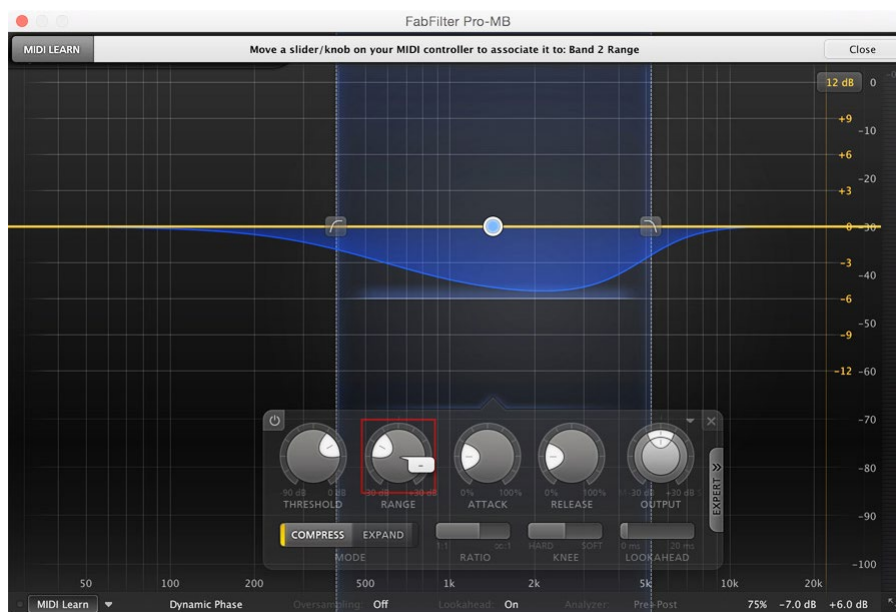 FabFilter Pro-MB
MIDI LEARN Move a slider/knob on your MIDI controller to associate it to: Band 2 Range Close
12 dB 0
+9
-10
+6
-20
+3
0 -30
-3
-40
-6
-50
-9
-12 -60
-70
-80
-90
-100
-90 dB 0 dB -30 dB +30 dB 0% 100% 0% 100% -30 dB +30 dB
THRESHOLD RANGE ATTACK RELEASE OUTPUT
EXPERT
COMPRESS EXPAND
1:1 ∞:1 HARD SOFT 0 ms 20 ms
MODE RATIO KNEE LOOKAHEAD
50 100 200 500 1k 2k 5k 10k 20k
MIDI Learn Dynamic Phase Oversampling: Off Lookahead: On Analyzer: Pre+Post 75% -7.0 dB +6.0 dB